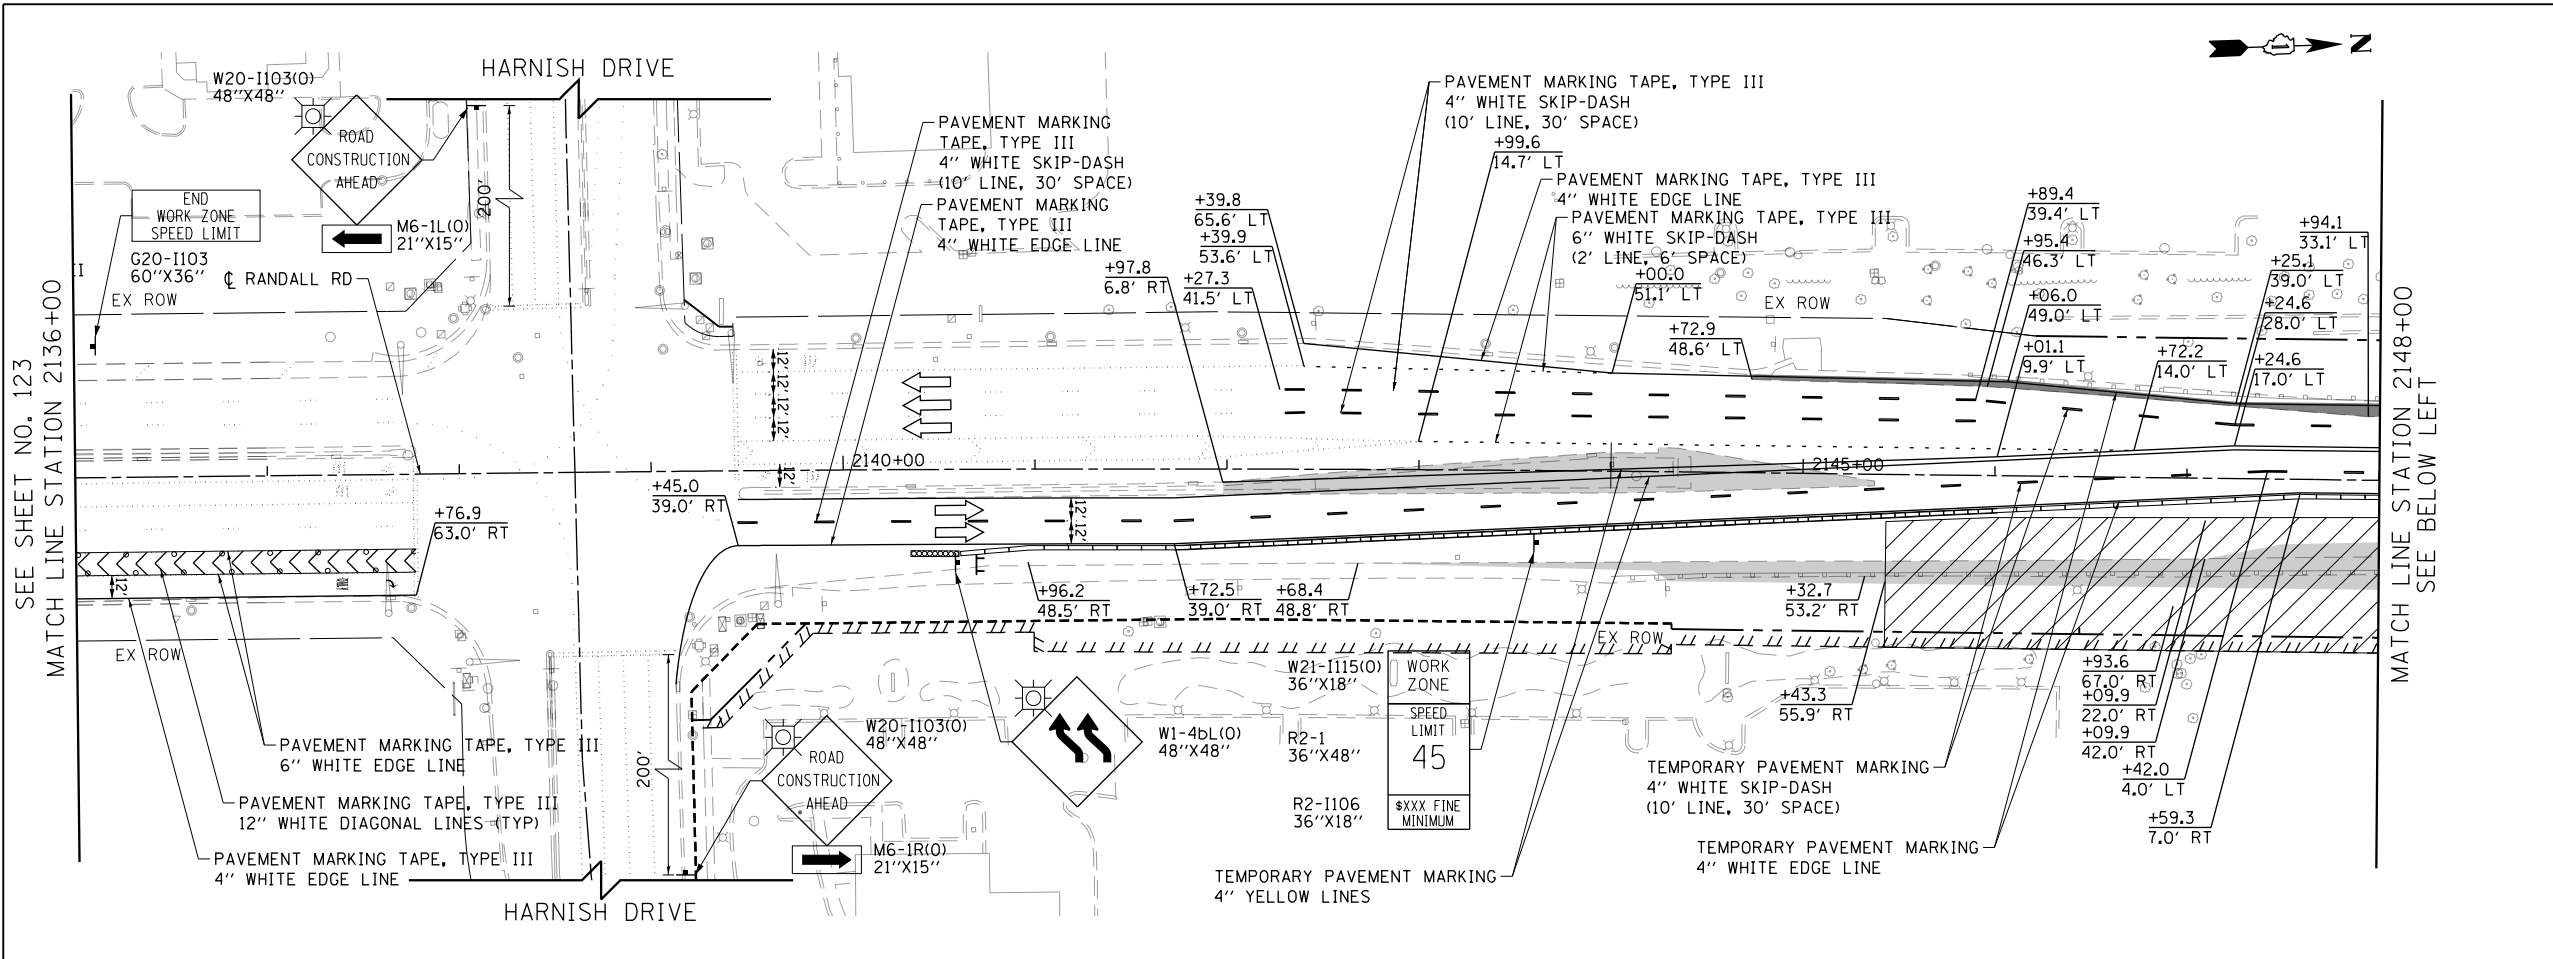 HARNISH DRIVE
N
W20-I103(O)
48"X48"
ROAD
CONSTRUCTION
AHEAD
END
WORK ZONE
SPEED LIMIT
G20-I103
60"X36"
M6-1L(O)
21"X15"
200'
℄ RANDALL RD
EX ROW
SEE SHEET NO. 123
MATCH LINE STATION 2136+00
PAVEMENT MARKING
TAPE, TYPE III
4" WHITE SKIP-DASH
(10' LINE, 30' SPACE)
PAVEMENT MARKING
TAPE, TYPE III
4" WHITE EDGE LINE
PAVEMENT MARKING TAPE, TYPE III
4" WHITE SKIP-DASH
(10' LINE, 30' SPACE)
+99.6
14.7' LT
PAVEMENT MARKING TAPE, TYPE III
4" WHITE EDGE LINE
PAVEMENT MARKING TAPE, TYPE III
6" WHITE SKIP-DASH
(2' LINE, 6' SPACE)
+39.8
65.6' LT
+39.9
53.6' LT
+97.8
6.8' RT
+27.3
41.5' LT
+00.0
51.1' LT
+72.9
48.6' LT
EX ROW
+89.4
39.4' LT
+95.4
46.3' LT
+06.0
49.0' LT
+01.1
9.9' LT
+72.2
14.0' LT
+94.1
33.1' LT
+25.1
39.0' LT
+24.6
28.0' LT
+24.6
17.0' LT
MATCH LINE STATION 2148+00
SEE BELOW LEFT
12'
12'
12'
12'
12'
2140+00
2145+00
+45.0
39.0' RT
+76.9
63.0' RT
12'
12'
12'
+96.2
48.5' RT
+72.5
39.0' RT
+68.4
48.8' RT
+32.7
53.2' RT
EX ROW
EX ROW
+43.3
55.9' RT
+93.6
67.0' RT
+09.9
22.0' RT
+09.9
42.0' RT
+42.0
4.0' LT
+59.3
7.0' RT
PAVEMENT MARKING TAPE, TYPE III
6" WHITE EDGE LINE
PAVEMENT MARKING TAPE, TYPE III
12" WHITE DIAGONAL LINES (TYP)
PAVEMENT MARKING TAPE, TYPE III
4" WHITE EDGE LINE
200'
W20-I103(O)
48"X48"
ROAD
CONSTRUCTION
AHEAD
M6-1R(O)
21"X15"
W1-4bL(O)
48"X48"
W21-I115(O)
36"X18"
R2-1
36"X48"
R2-I106
36"X18"
WORK
ZONE
SPEED
LIMIT
45
$XXX FINE
MINIMUM
TEMPORARY PAVEMENT MARKING
4" YELLOW LINES
TEMPORARY PAVEMENT MARKING
4" WHITE SKIP-DASH
(10' LINE, 30' SPACE)
TEMPORARY PAVEMENT MARKING
4" WHITE EDGE LINE
HARNISH DRIVE